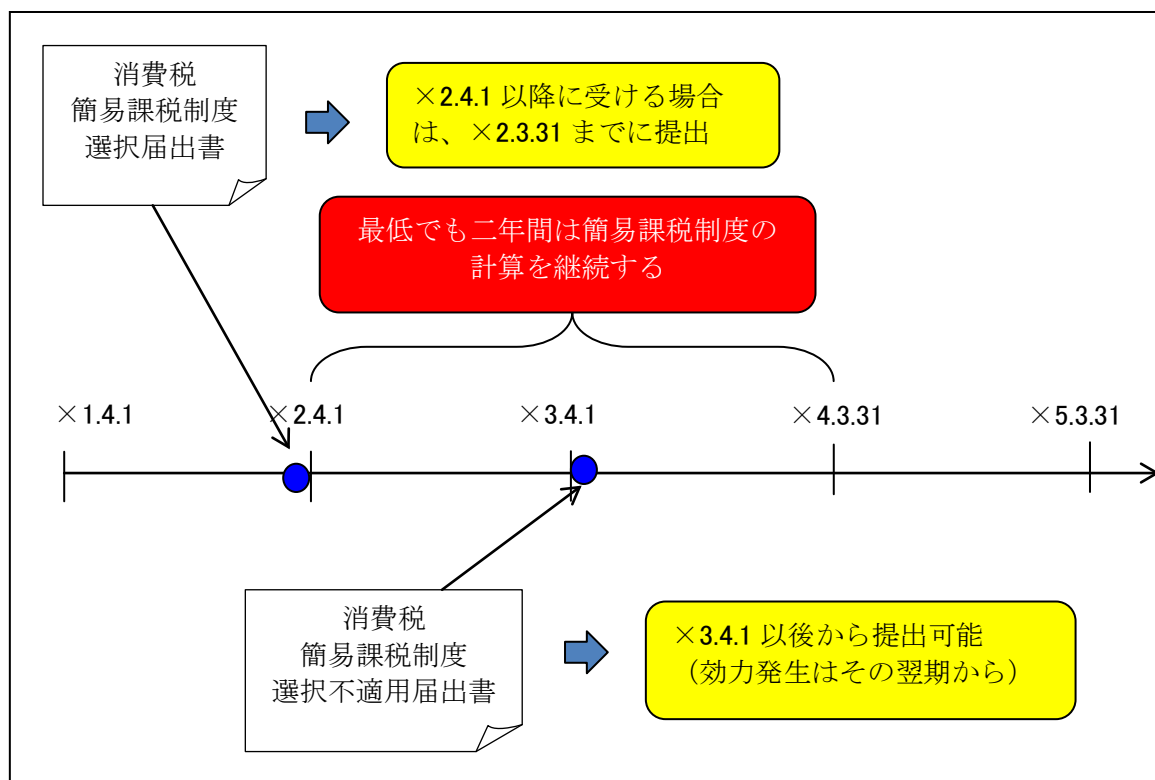 消費税
簡易課税制度
選択届出書
×2.4.1 以降に受ける場合
は、×2.3.31 までに提出
最低でも二年間は簡易課税制度の
計算を継続する
×1.4.1
×2.4.1
×3.4.1
×4.3.31
×5.3.31
消費税
簡易課税制度
選択不適用届出書
×3.4.1 以後から提出可能
（効力発生はその翌期から）